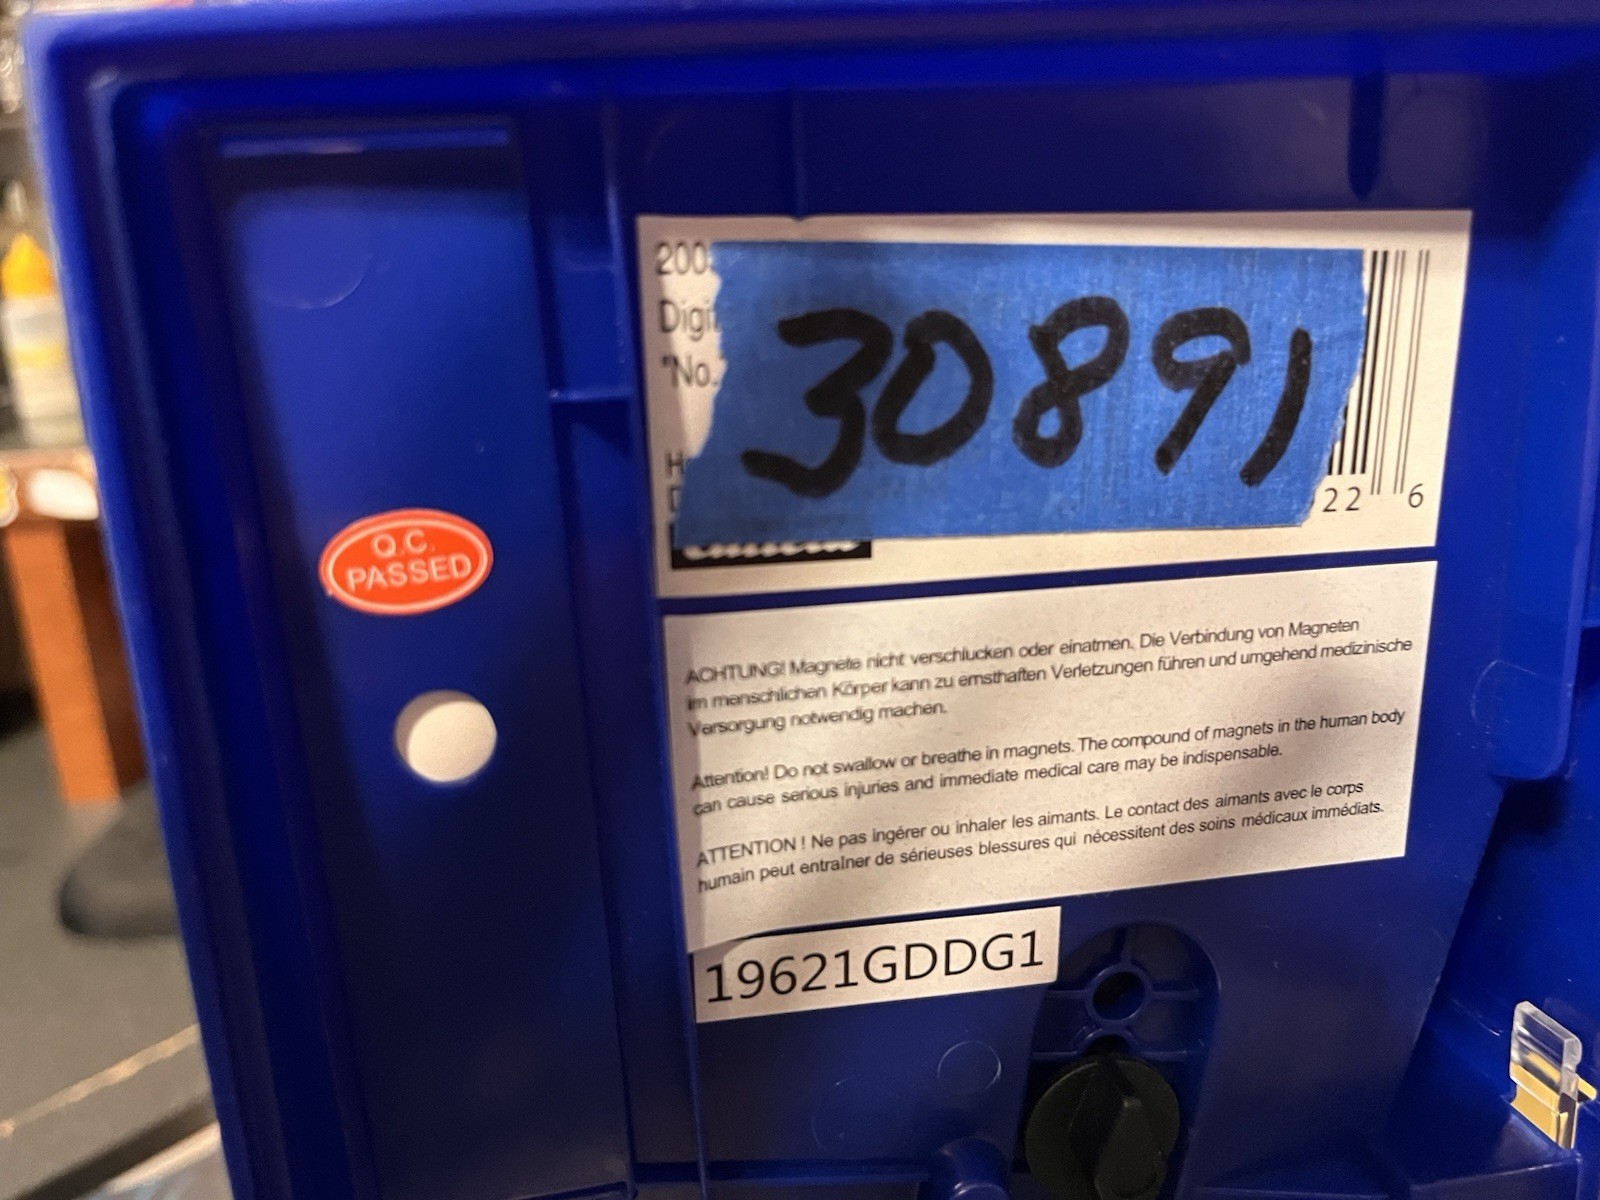 200
Digi
"No.
30891
22 6
Q.C.
PASSED
ACHTUNG! Magnete nicht verschlucken oder einatmen. Die Verbindung von Magneten
im menschlichen Körper kann zu ernsthaften Verletzungen führen und umgehend medizinische
Versorgung notwendig machen.
Attention! Do not swallow or breathe in magnets. The compound of magnets in the human body
can cause serious injuries and immediate medical care may be indispensable.
ATTENTION ! Ne pas ingérer ou inhaler les aimants. Le contact des aimants avec le corps
humain peut entraîner de sérieuses blessures qui nécessitent des soins médicaux immédiats.
19621GDDG1